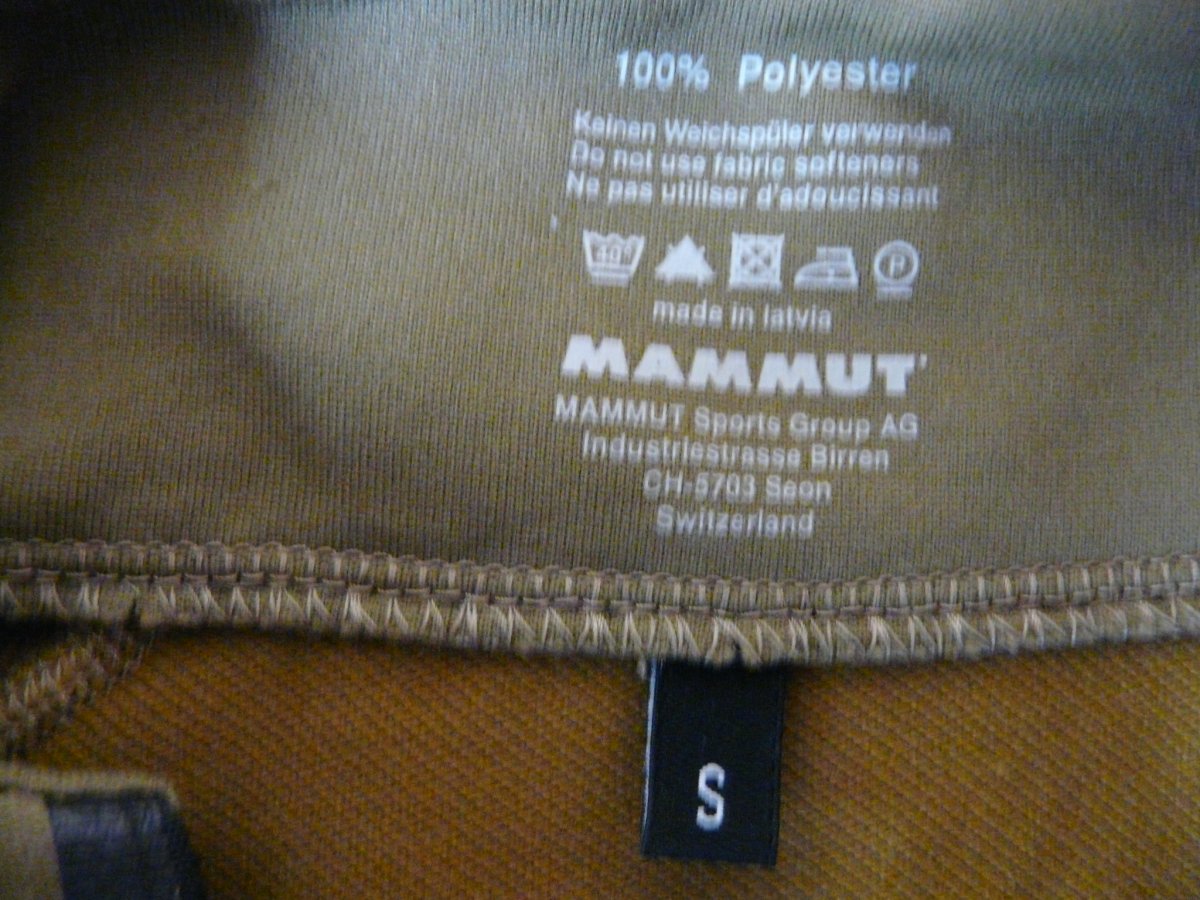 100% Polyester
Keinen Weichspüler verwenden
Do not use fabric softeners
Ne pas utiliser d'adoucissant
40°
P
made in latvia
MAMMUT
MAMMUT Sports Group AG
Industriestrasse Birren
CH-5703 Seon
Switzerland
S